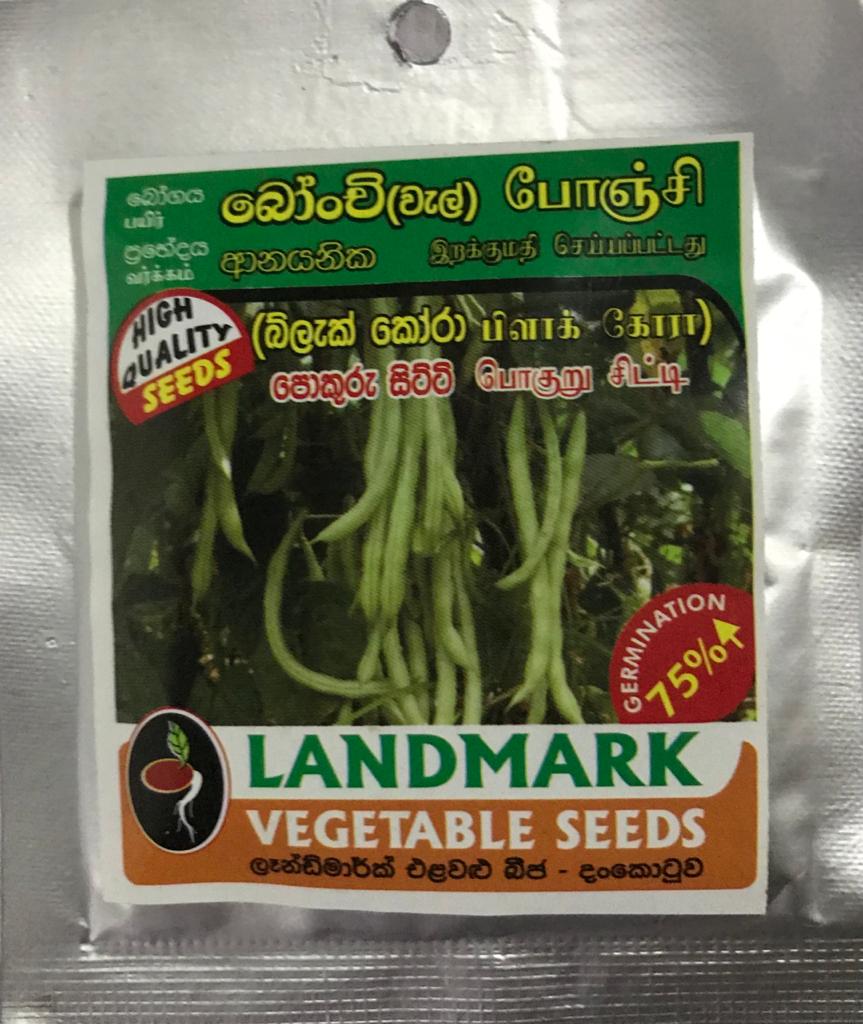 බෝගය බෝංචි(වැල්) போஞ்சி
பயிர்
ප්‍රභේදය ආනයනික இறக்குமதி செய்யப்பட்டது
வர்க்கம்
HIGH
QUALITY
SEEDS
(බ්ලැක් කෝරා பிளாக் கோரா)
පොකුරු සිට්ටි பொகுறு சிட்டி
GERMINATION
75%
LANDMARK
VEGETABLE SEEDS
ලෑන්ඩ්මාර්ක් එළවළු බීජ - දංකොටුව